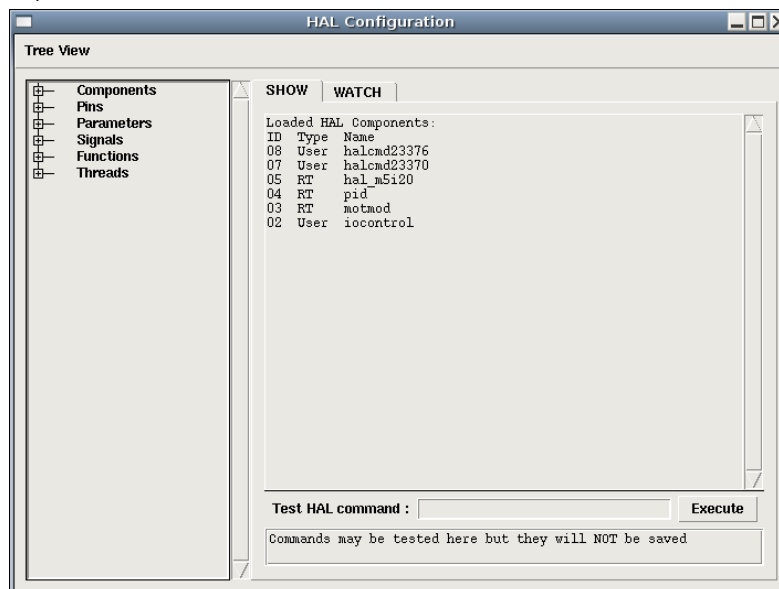 HAL Configuration
Tree View
Components
Pins
Parameters
Signals
Functions
Threads
SHOW WATCH
Loaded HAL Components:
ID Type Name
08 User halcmd23376
07 User halcmd23370
05 RT hal_m5i20
04 RT pid
03 RT motmod
02 User iocontrol
Test HAL command : Execute
Commands may be tested here but they will NOT be saved